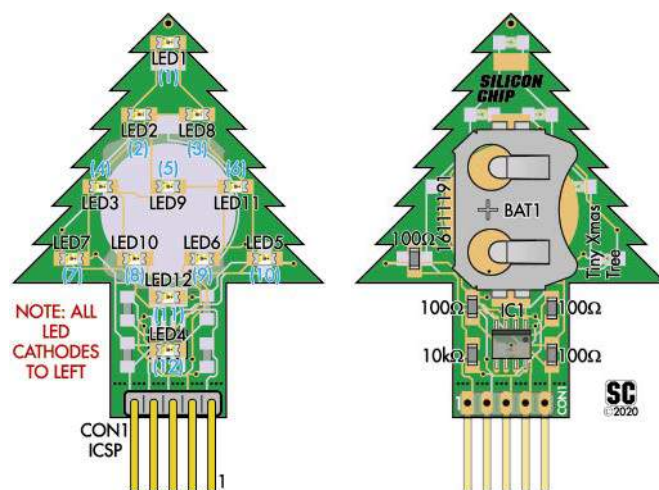 LED1
(1)
LED2
LED8
(2)
(3)
(4)
(5)
(6)
LED3
LED9
LED11
LED7
LED10
LED6
LED5
(7)
(8)
(9)
(10)
LED12
(11)
LED4
(12)
NOTE: ALL
LED
CATHODES
TO LEFT
CON1
ICSP
1
SILICON
CHIP
16111191
+ BAT1
100Ω
Tiny Xmas
Tree
100Ω
IC1
100Ω
10kΩ
100Ω
1
CON1
SC
©2020